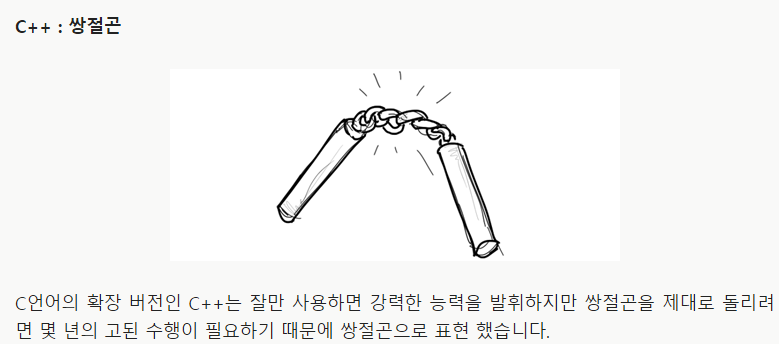 C++ : 쌍절곤
C언어의 확장 버전인 C++는 잘만 사용하면 강력한 능력을 발휘하지만 쌍절곤을 제대로 돌리려
면 몇 년의 고된 수행이 필요하기 때문에 쌍절곤으로 표현 했습니다.